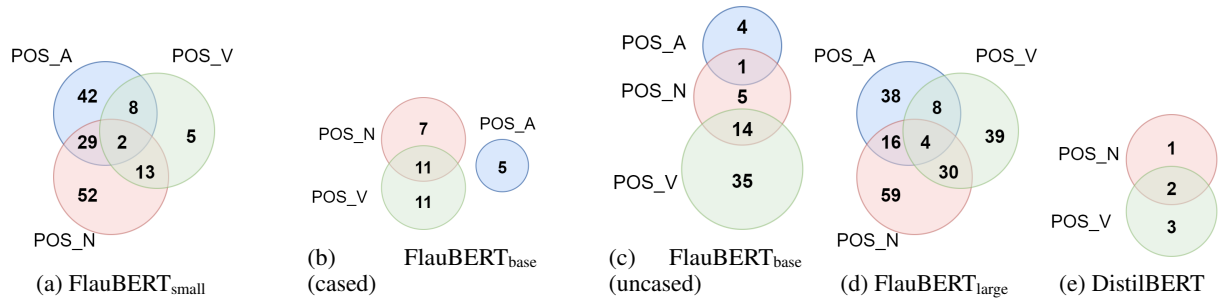 POS_A
POS_V
42
8
5
29
2
13
52
POS_N
(a) FlauBERTsmall
POS_N
7
POS_A
11
5
POS_V
11
(b) FlauBERTbase
(cased)
4
POS_A
1
POS_N
5
14
POS_V
35
(c) FlauBERTbase
(uncased)
POS_A
POS_V
38
8
39
16
4
30
59
POS_N
(d) FlauBERTlarge
POS_N
1
2
POS_V
3
(e) DistilBERT